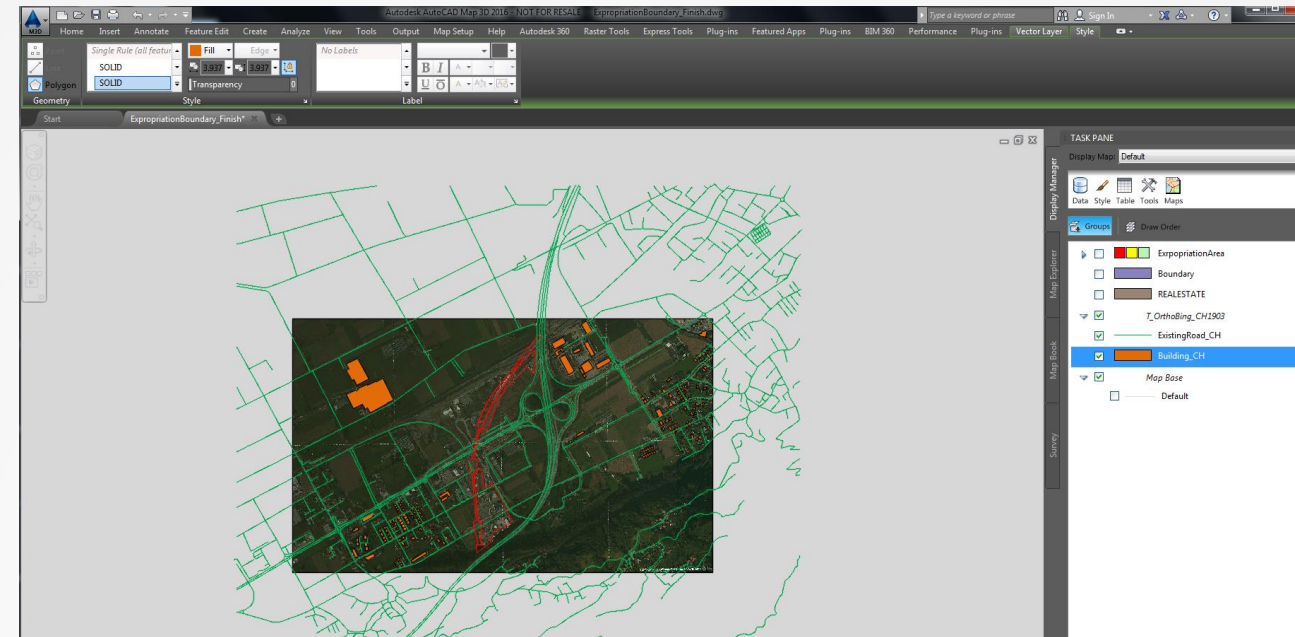 Autodesk AutoCAD Map 3D 2016 - NOT FOR RESALE ExpropriationBoundary_Finish.dwg
Type a keyword or phrase
Sign In
M3D
Home Insert Annotate Feature Edit Create Analyze View Tools Output Map Setup Help Autodesk 360 Raster Tools Express Tools Plug-ins Featured Apps Plug-ins BIM 360 Performance Plug-ins Vector Layer Style
Single Rule (all featur
Fill
Edge
No Labels
SOLID
3.937
3.937
B I A
Polygon
SOLID
Transparency
0
U O A
Geometry
Style
Label
Start
ExpropriationBoundary_Finish*
TASK PANE
Display Map: Default
Data Style Table Tools Maps
Groups
Draw Order
Display Manager
Map Explorer
Map Book
Survey
ExrpopriationArea
Boundary
REALESTATE
T_OrthoBing_CH1903
ExistingRoad_CH
Building_CH
Map Base
Default